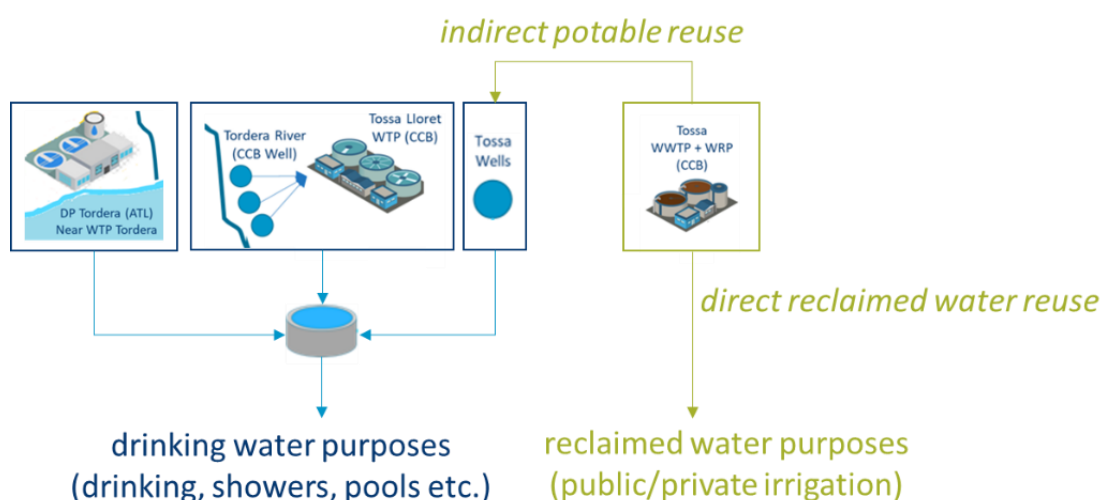 indirect potable reuse
DP Tordera (ATL)
Near WTP Tordera
Tordera River
(CCB Well)
Tossa Lloret
WTP (CCB)
Tossa
Wells
Tossa
WWTP + WRP
(CCB)
direct reclaimed water reuse
drinking water purposes
(drinking, showers, pools etc.)
reclaimed water purposes
(public/private irrigation)